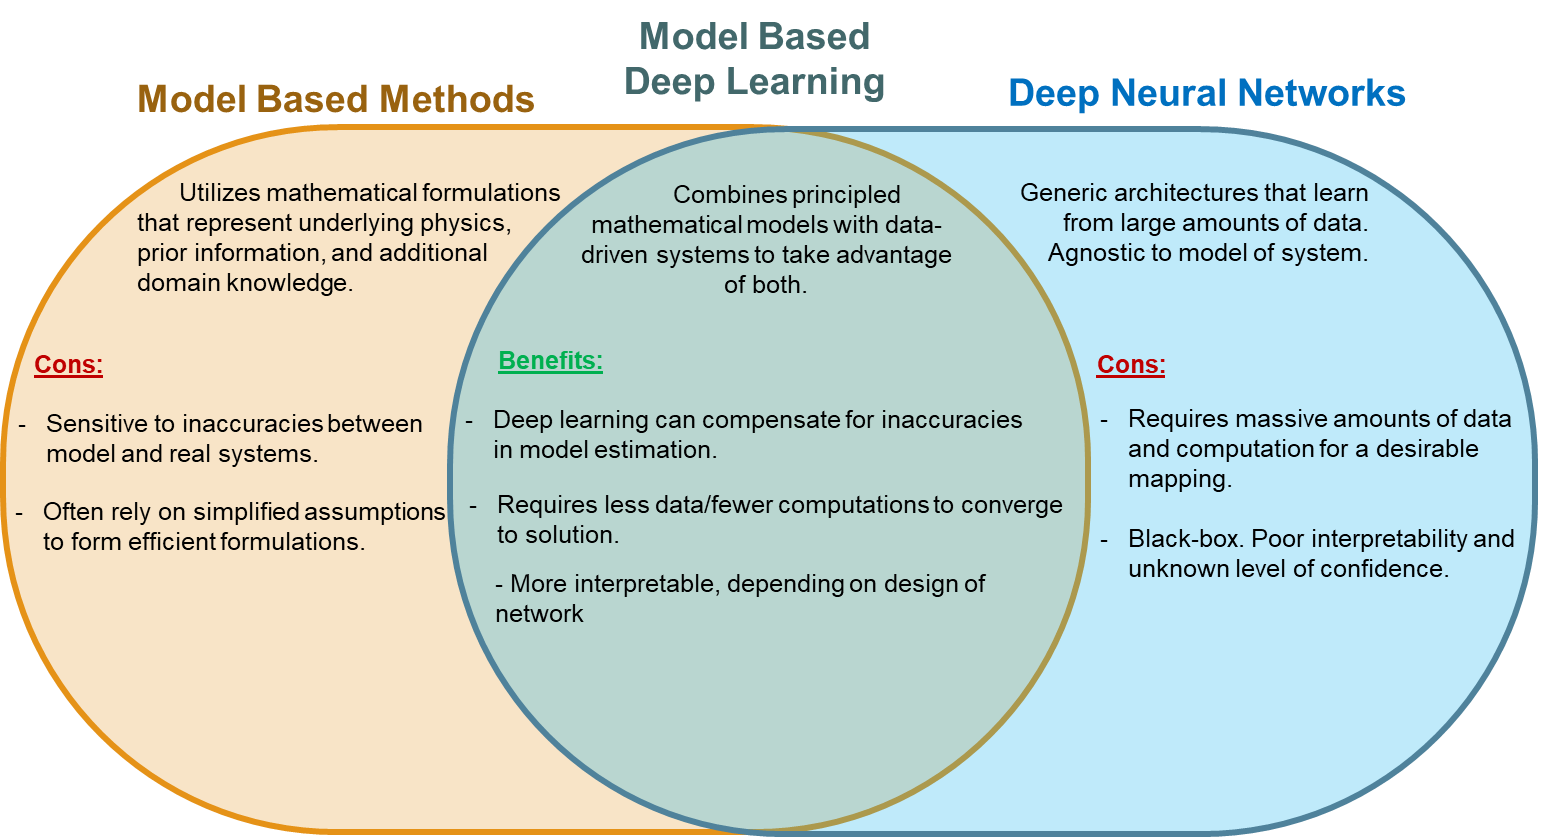 Model Based
Deep Learning
Model Based Methods
Deep Neural Networks
Utilizes mathematical formulations
that represent underlying physics,
prior information, and additional
domain knowledge.
Cons:
- Sensitive to inaccuracies between
model and real systems.
- Often rely on simplified assumptions
to form efficient formulations.
Combines principled
mathematical models with data-
driven systems to take advantage
of both.
Benefits:
- Deep learning can compensate for inaccuracies
in model estimation.
- Requires less data/fewer computations to converge
to solution.
- More interpretable, depending on design of
network
Generic architectures that learn
from large amounts of data.
Agnostic to model of system.
Cons:
- Requires massive amounts of data
and computation for a desirable
mapping.
- Black-box. Poor interpretability and
unknown level of confidence.